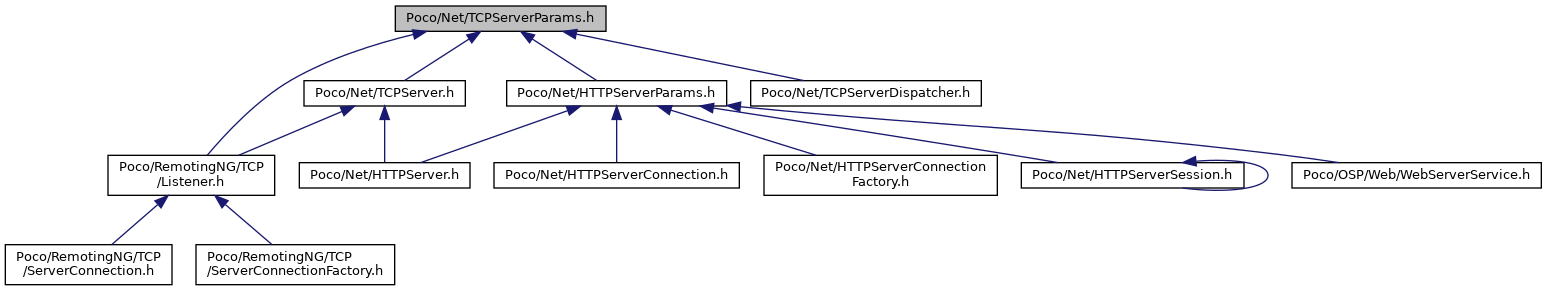 Poco/Net/TCPServerParams.h
Poco/Net/TCPServer.h
Poco/Net/HTTPServerParams.h
Poco/Net/TCPServerDispatcher.h
Poco/RemotingNG/TCP
/Listener.h
Poco/Net/HTTPServer.h
Poco/Net/HTTPServerConnection.h
Poco/Net/HTTPServerConnection
Factory.h
Poco/Net/HTTPServerSession.h
Poco/OSP/Web/WebServerService.h
Poco/RemotingNG/TCP
/ServerConnection.h
Poco/RemotingNG/TCP
/ServerConnectionFactory.h